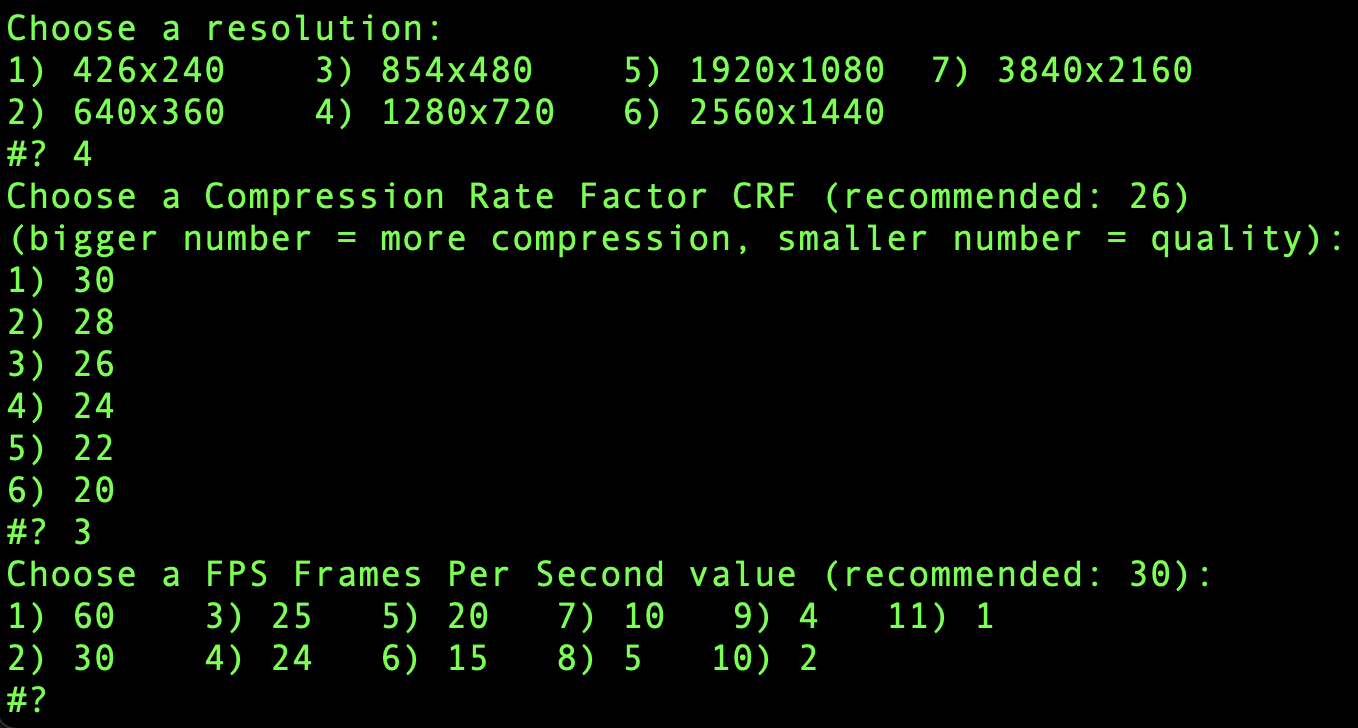 Choose a resolution:
1) 426x240    3) 854x480    5) 1920x1080  7) 3840x2160
2) 640x360    4) 1280x720   6) 2560x1440
#? 4
Choose a Compression Rate Factor CRF (recommended: 26)
(bigger number = more compression, smaller number = quality):
1) 30
2) 28
3) 26
4) 24
5) 22
6) 20
#? 3
Choose a FPS Frames Per Second value (recommended: 30):
1) 60    3) 25   5) 20   7) 10   9) 4   11) 1
2) 30    4) 24   6) 15   8) 5   10) 2
#?